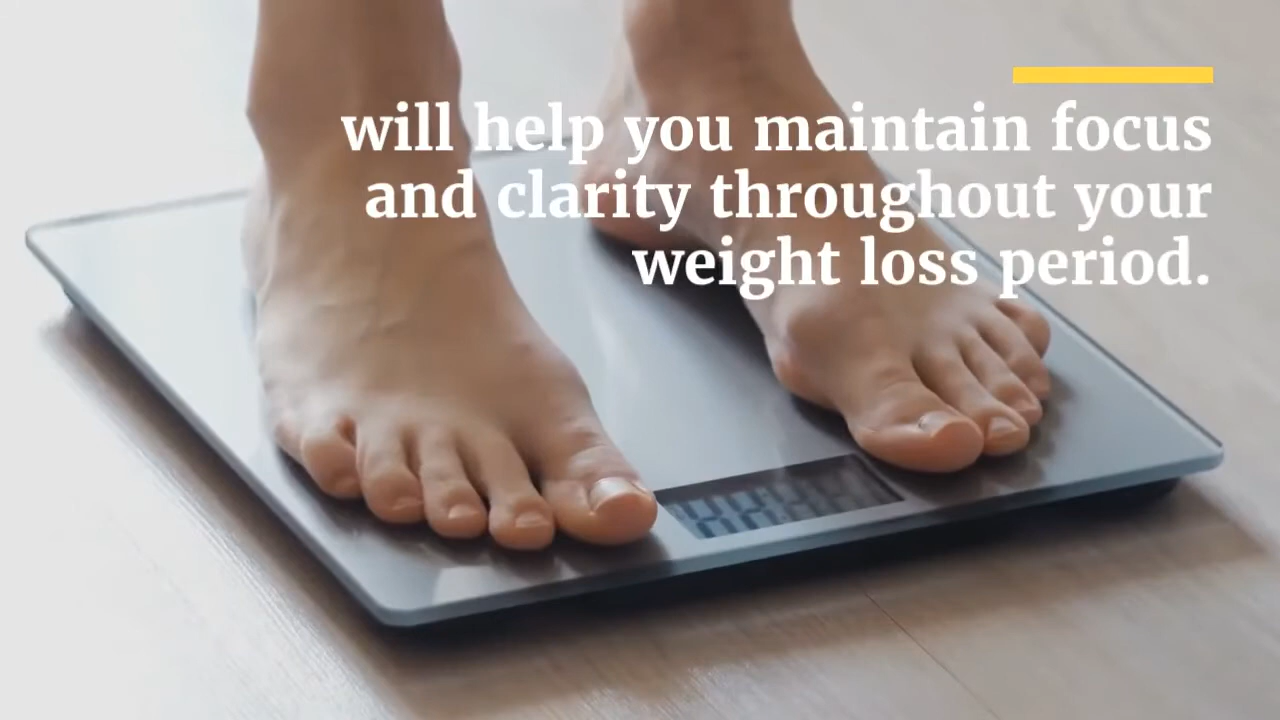 will help you maintain focus
and clarity throughout your
weight loss period.